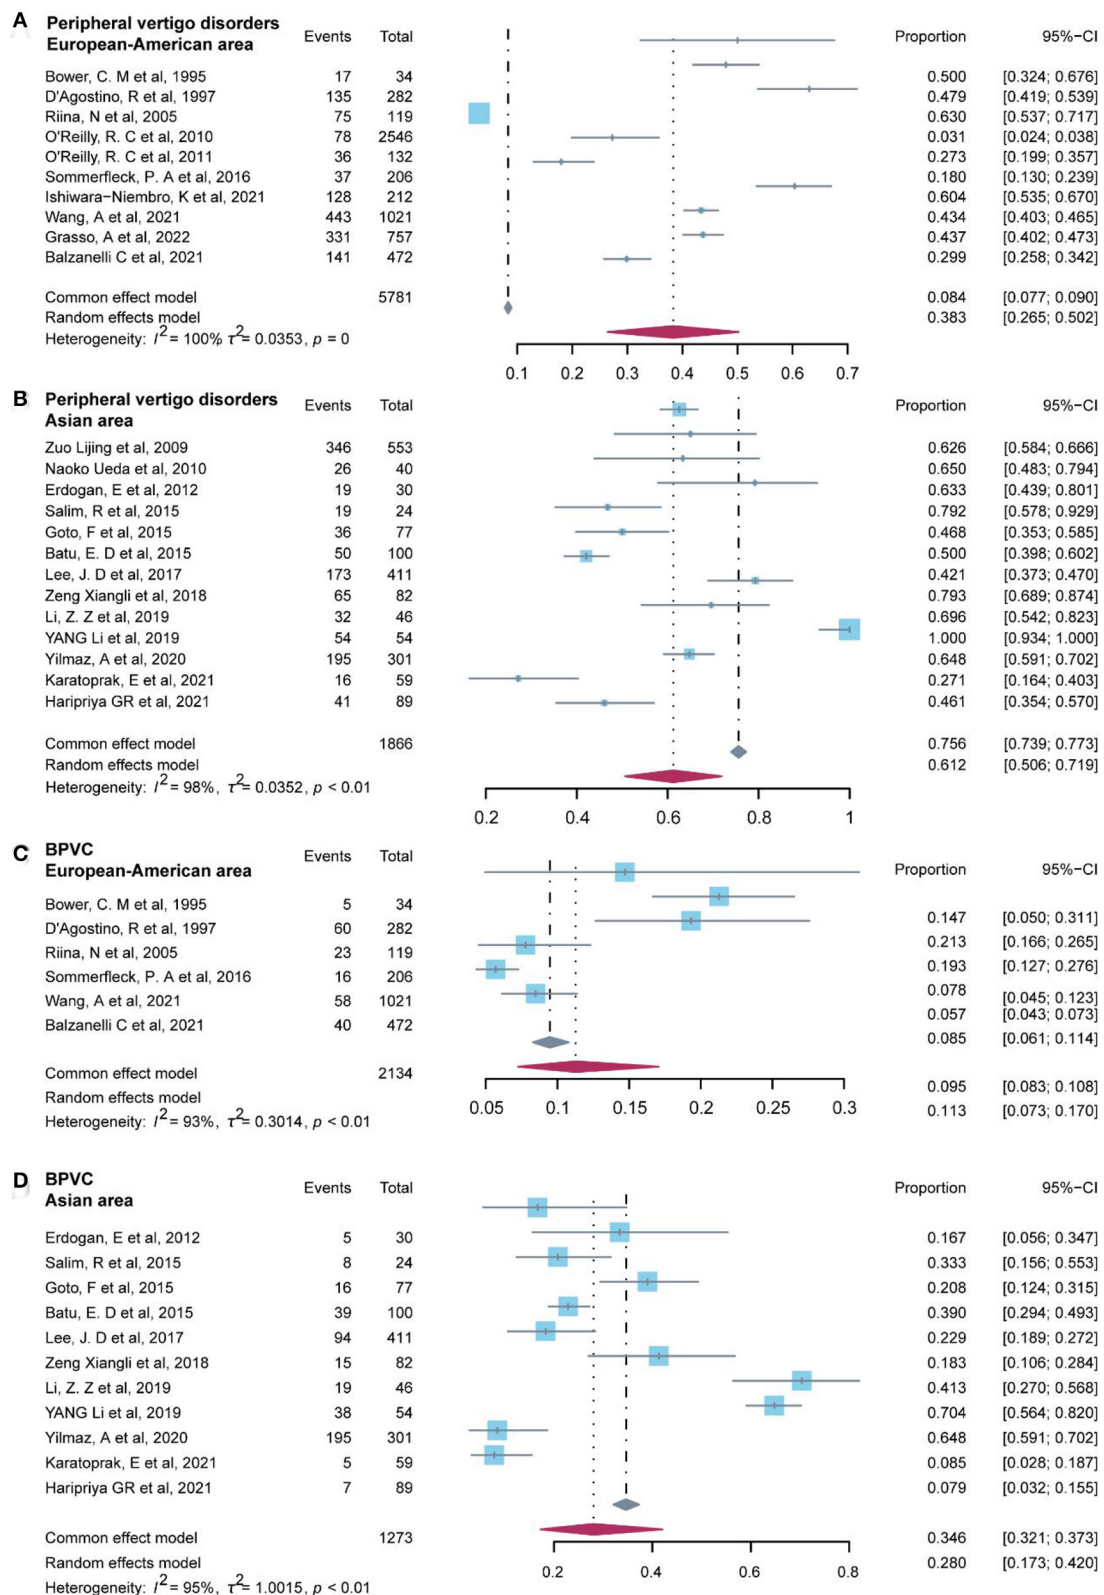 A Peripheral vertigo disorders
European-American area Events Total Proportion 95%−CI
Bower, C. M et al, 1995 17 34 0.500 [0.324; 0.676]
D'Agostino, R et al, 1997 135 282 0.479 [0.419; 0.539]
Riina, N et al, 2005 75 119 0.630 [0.537; 0.717]
O'Reilly, R. C et al, 2010 78 2546 0.031 [0.024; 0.038]
O'Reilly, R. C et al, 2011 36 132 0.273 [0.199; 0.357]
Sommerfleck, P. A et al, 2016 37 206 0.180 [0.130; 0.239]
Ishiwara−Niembro, K et al, 2021 128 212 0.604 [0.535; 0.670]
Wang, A et al, 2021 443 1021 0.434 [0.403; 0.465]
Grasso, A et al, 2022 331 757 0.437 [0.402; 0.473]
Balzanelli C et al, 2021 141 472 0.299 [0.258; 0.342]
Common effect model 5781 0.084 [0.077; 0.090]
Random effects model 0.383 [0.265; 0.502]
Heterogeneity: I² = 100%, τ² = 0.0353, p = 0
0.1 0.2 0.3 0.4 0.5 0.6 0.7
B Peripheral vertigo disorders
Asian area Events Total Proportion 95%−CI
Zuo Lijing et al, 2009 346 553 0.626 [0.584; 0.666]
Naoko Ueda et al, 2010 26 40 0.650 [0.483; 0.794]
Erdogan, E et al, 2012 19 30 0.633 [0.439; 0.801]
Salim, R et al, 2015 19 24 0.792 [0.578; 0.929]
Goto, F et al, 2015 36 77 0.468 [0.353; 0.585]
Batu, E. D et al, 2015 50 100 0.500 [0.398; 0.602]
Lee, J. D et al, 2017 173 411 0.421 [0.373; 0.470]
Zeng Xiangli et al, 2018 65 82 0.793 [0.689; 0.874]
Li, Z. Z et al, 2019 32 46 0.696 [0.542; 0.823]
YANG Li et al, 2019 54 54 1.000 [0.934; 1.000]
Yilmaz, A et al, 2020 195 301 0.648 [0.591; 0.702]
Karatoprak, E et al, 2021 16 59 0.271 [0.164; 0.403]
Haripriya GR et al, 2021 41 89 0.461 [0.354; 0.570]
Common effect model 1866 0.756 [0.739; 0.773]
Random effects model 0.612 [0.506; 0.719]
Heterogeneity: I² = 98%, τ² = 0.0352, p < 0.01
0.2 0.4 0.6 0.8 1
C BPVC
European-American area Events Total Proportion 95%−CI
Bower, C. M et al, 1995 5 34 0.147 [0.050; 0.311]
D'Agostino, R et al, 1997 60 282 0.213 [0.166; 0.265]
Riina, N et al, 2005 23 119 0.193 [0.127; 0.276]
Sommerfleck, P. A et al, 2016 16 206 0.078 [0.045; 0.123]
Wang, A et al, 2021 58 1021 0.057 [0.043; 0.073]
Balzanelli C et al, 2021 40 472 0.085 [0.061; 0.114]
Common effect model 2134 0.095 [0.083; 0.108]
Random effects model 0.113 [0.073; 0.170]
Heterogeneity: I² = 93%, τ² = 0.3014, p < 0.01
0.05 0.1 0.15 0.2 0.25 0.3
D BPVC
Asian area Events Total Proportion 95%−CI
Erdogan, E et al, 2012 5 30 0.167 [0.056; 0.347]
Salim, R et al, 2015 8 24 0.333 [0.156; 0.553]
Goto, F et al, 2015 16 77 0.208 [0.124; 0.315]
Batu, E. D et al, 2015 39 100 0.390 [0.294; 0.493]
Lee, J. D et al, 2017 94 411 0.229 [0.189; 0.272]
Zeng Xiangli et al, 2018 15 82 0.183 [0.106; 0.284]
Li, Z. Z et al, 2019 19 46 0.413 [0.270; 0.568]
YANG Li et al, 2019 38 54 0.704 [0.564; 0.820]
Yilmaz, A et al, 2020 195 301 0.648 [0.591; 0.702]
Karatoprak, E et al, 2021 5 59 0.085 [0.028; 0.187]
Haripriya GR et al, 2021 7 89 0.079 [0.032; 0.155]
Common effect model 1273 0.346 [0.321; 0.373]
Random effects model 0.280 [0.173; 0.420]
Heterogeneity: I² = 95%, τ² = 1.0015, p < 0.01
0.2 0.4 0.6 0.8